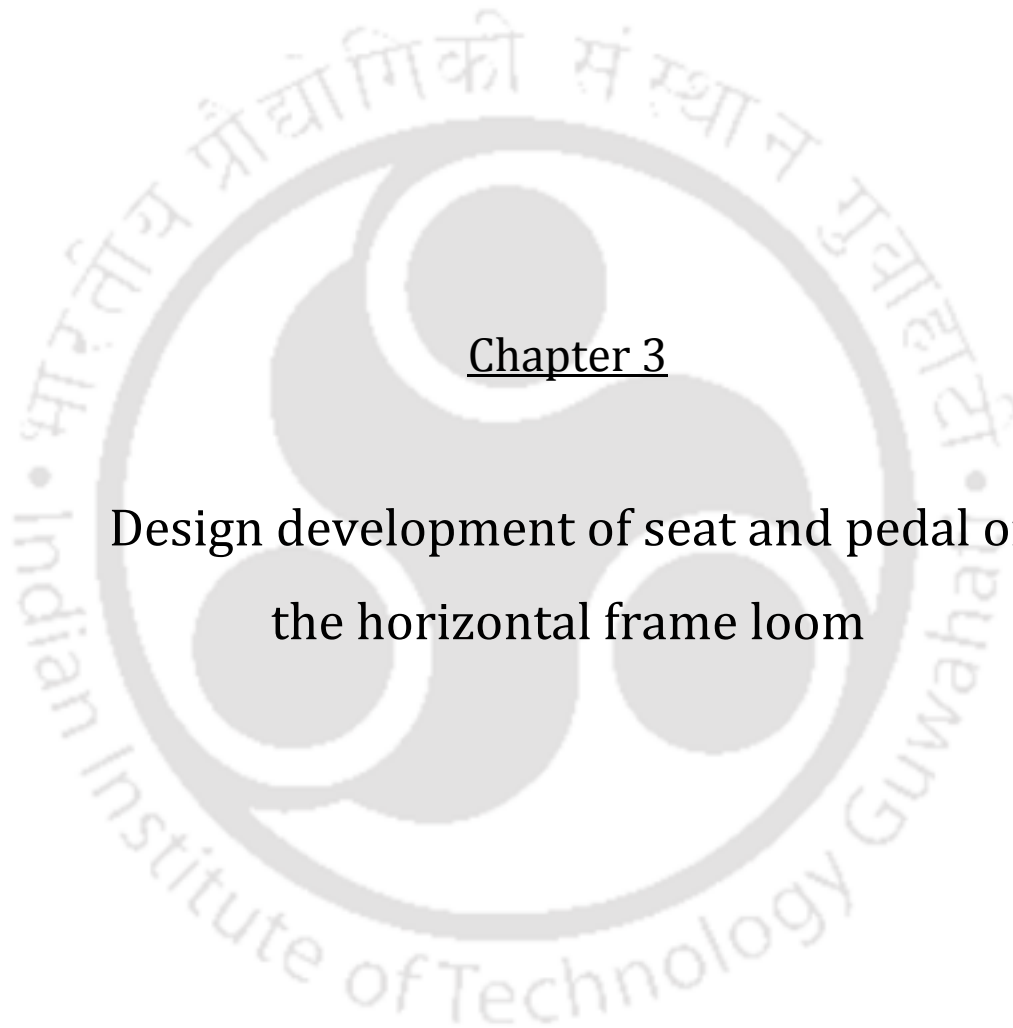 भारतीय प्रौद्योगिकी संस्थान गुवाहाटी
Chapter 3
Design development of seat and pedal
the horizontal frame loom
Indian Institute of Technology Guwahati